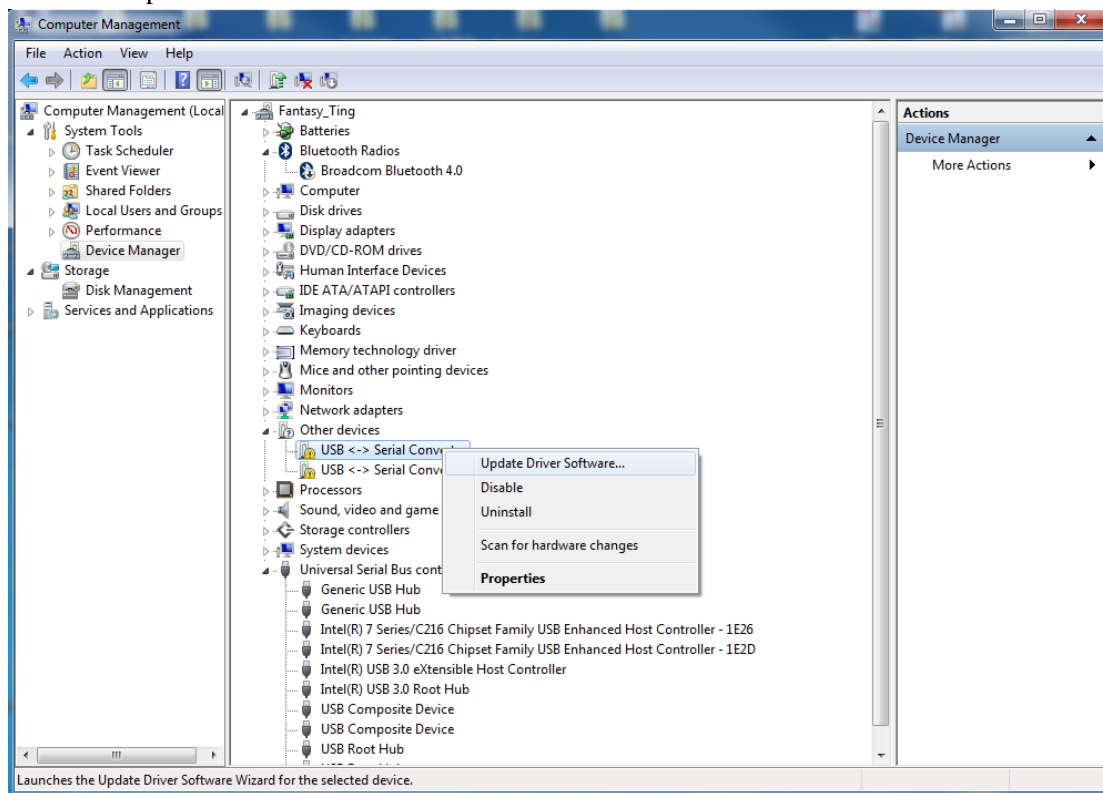 Computer Management
File Action View Help
Computer Management (Local
System Tools
Task Scheduler
Event Viewer
Shared Folders
Local Users and Groups
Performance
Device Manager
Storage
Disk Management
Services and Applications
Fantasy_Ting
Batteries
Bluetooth Radios
Broadcom Bluetooth 4.0
Computer
Disk drives
Display adapters
DVD/CD-ROM drives
Human Interface Devices
IDE ATA/ATAPI controllers
Imaging devices
Keyboards
Memory technology driver
Mice and other pointing devices
Monitors
Network adapters
Other devices
USB <-> Serial
USB <-> Serial
Processors
Sound, video and game
Storage controllers
System devices
Universal Serial Bus
Generic USB Hub
Generic USB Hub
Intel(R) 7 Series/C216 Chipset Family USB Enhanced Host Controller - 1E26
Intel(R) 7 Series/C216 Chipset Family USB Enhanced Host Controller - 1E2D
Intel(R) USB 3.0 eXtensible Host Controller
Intel(R) USB 3.0 Root Hub
USB Composite Device
USB Composite Device
USB Root Hub
Update Driver Software...
Disable
Uninstall
Scan for hardware changes
Properties
Actions
Device Manager
More Actions
Launches the Update Driver Software Wizard for the selected device.